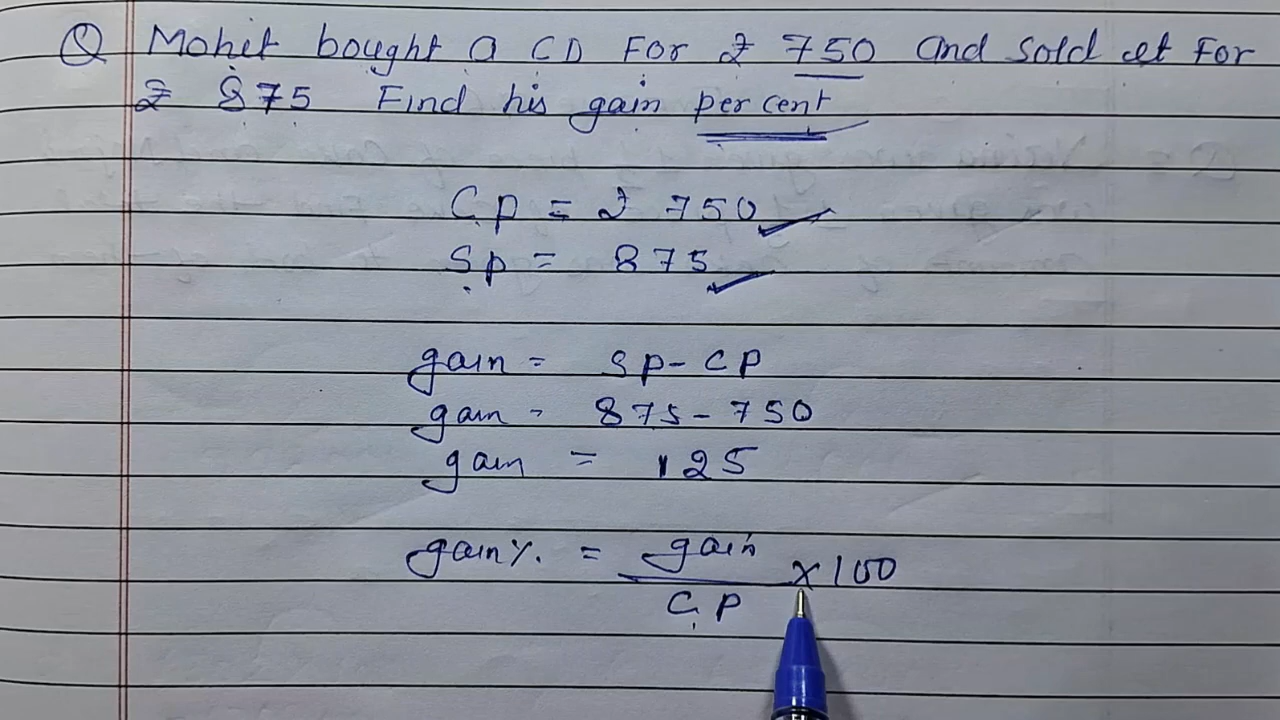 Q Mohit bought a CD For ₹ 750 and sold it For
₹ 875 Find his gain per cent
CP = ₹ 750
SP = 875
gain = SP - CP
gain = 875 - 750
gain = 125
gain%. = gain / CP × 100